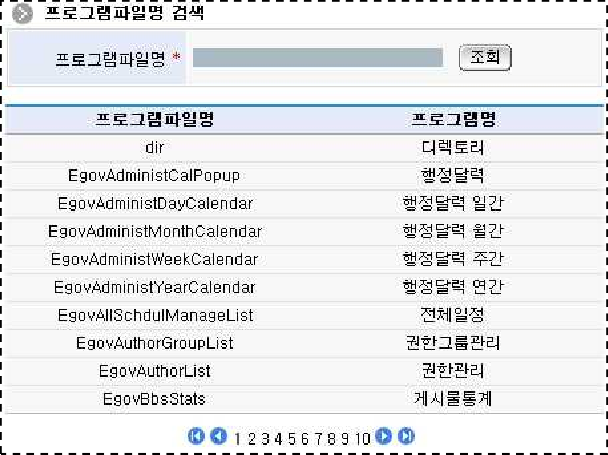 프로그램파일명 검색
프로그램파일명 * 조회
프로그램파일명 프로그램명
dir 디렉토리
EgovAdministCalPopup 행정달력
EgovAdministDayCalendar 행정달력 일간
EgovAdministMonthCalendar 행정달력 월간
EgovAdministWeekCalendar 행정달력 주간
EgovAdministYearCalendar 행정달력 연간
EgovAllSchdulManageList 전체일정
EgovAuthorGroupList 권한그룹관리
EgovAuthorList 권한관리
EgovBbsStats 게시물통계
1 2 3 4 5 6 7 8 9 10